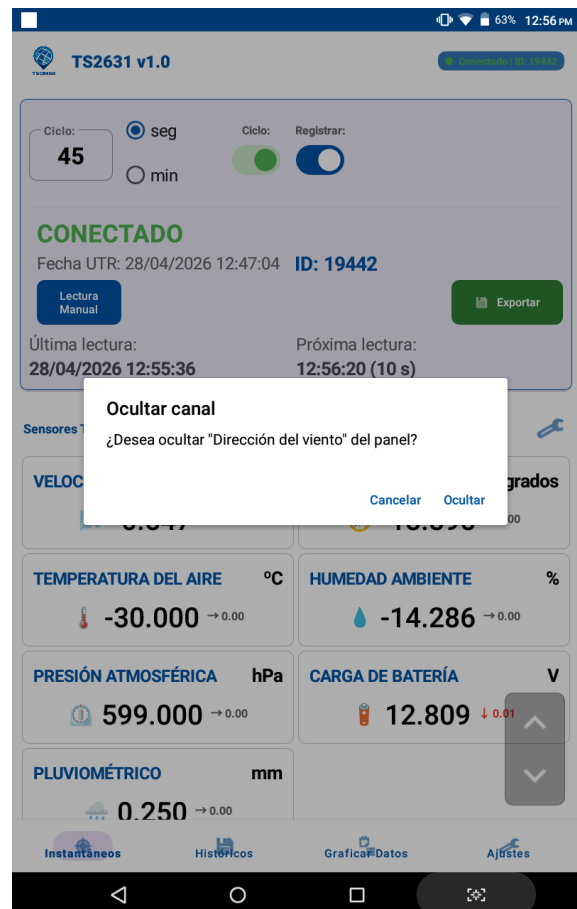 63% 12:56 PM
TS2631 v1.0
Conectado | ID: 19442
Ciclo:
45
seg
min
Ciclo:
Registrar:
CONECTADO
Fecha UTR: 28/04/2026 12:47:04 ID: 19442
Lectura
Manual
Exportar
Última lectura:
28/04/2026 12:55:36
Próxima lectura:
12:56:20 (10 s)
Ocultar canal
¿Desea ocultar "Dirección del viento" del panel?
Cancelar Ocultar
Sensores
VELOC
grados
TEMPERATURA DEL AIRE ºC
-30.000 →0.00
HUMEDAD AMBIENTE %
-14.286 →0.00
PRESIÓN ATMOSFÉRICA hPa
599.000 →0.00
CARGA DE BATERÍA V
12.809 ↓ 0.01
PLUVIOMÉTRICO mm
0.250 →0.00
Instantáneos Históricos Graficar Datos Ajustes